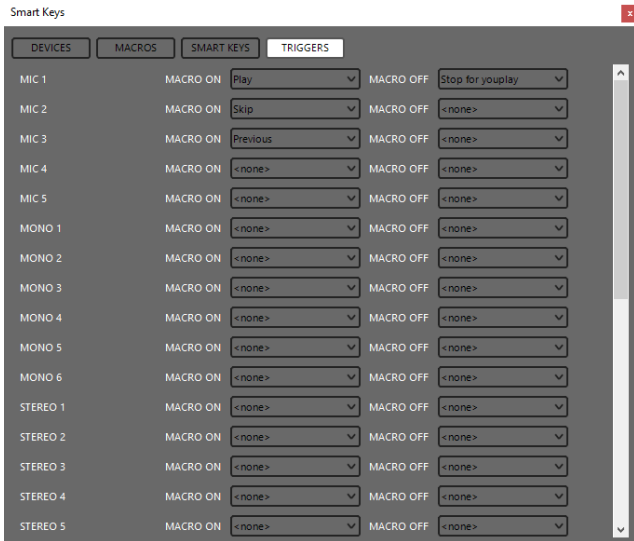 Smart Keys x
DEVICES MACROS SMART KEYS TRIGGERS
MIC 1 MACRO ON Play MACRO OFF Stop for youplay
MIC 2 MACRO ON Skip MACRO OFF <none>
MIC 3 MACRO ON Previous MACRO OFF <none>
MIC 4 MACRO ON <none> MACRO OFF <none>
MIC 5 MACRO ON <none> MACRO OFF <none>
MONO 1 MACRO ON <none> MACRO OFF <none>
MONO 2 MACRO ON <none> MACRO OFF <none>
MONO 3 MACRO ON <none> MACRO OFF <none>
MONO 4 MACRO ON <none> MACRO OFF <none>
MONO 5 MACRO ON <none> MACRO OFF <none>
MONO 6 MACRO ON <none> MACRO OFF <none>
STEREO 1 MACRO ON <none> MACRO OFF <none>
STEREO 2 MACRO ON <none> MACRO OFF <none>
STEREO 3 MACRO ON <none> MACRO OFF <none>
STEREO 4 MACRO ON <none> MACRO OFF <none>
STEREO 5 MACRO ON <none> MACRO OFF <none>